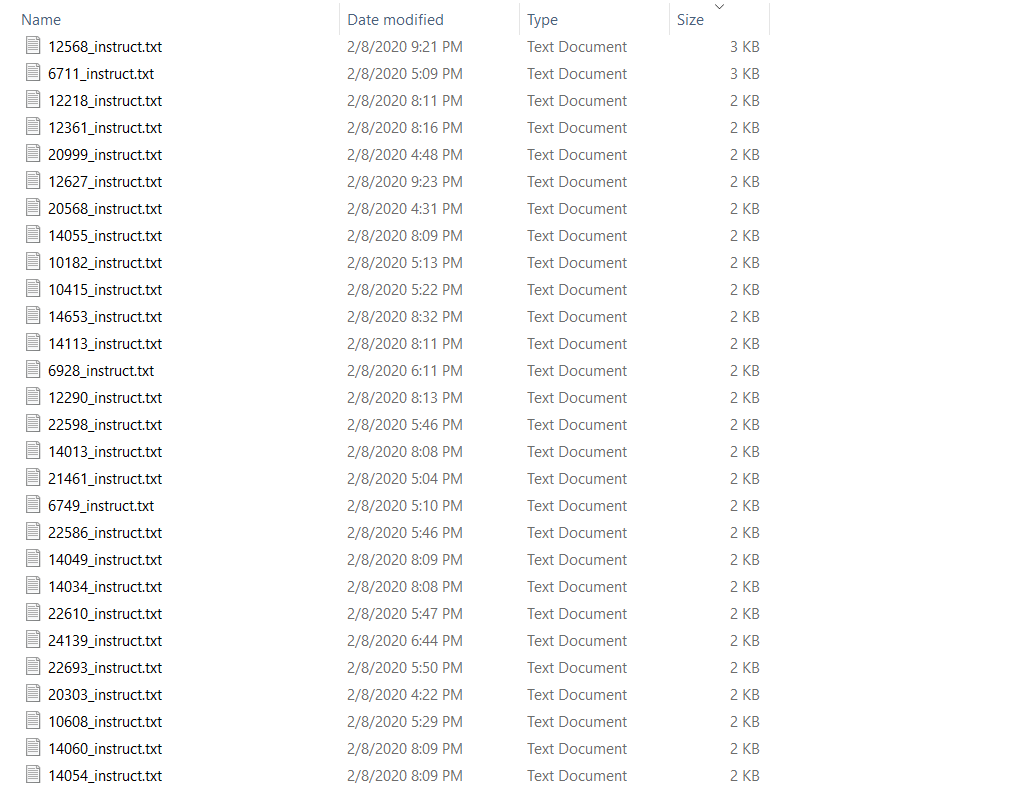 Name Date modified Type Size
12568_instruct.txt 2/8/2020 9:21 PM Text Document 3 KB
6711_instruct.txt 2/8/2020 5:09 PM Text Document 3 KB
12218_instruct.txt 2/8/2020 8:11 PM Text Document 2 KB
12361_instruct.txt 2/8/2020 8:16 PM Text Document 2 KB
20999_instruct.txt 2/8/2020 4:48 PM Text Document 2 KB
12627_instruct.txt 2/8/2020 9:23 PM Text Document 2 KB
20568_instruct.txt 2/8/2020 4:31 PM Text Document 2 KB
14055_instruct.txt 2/8/2020 8:09 PM Text Document 2 KB
10182_instruct.txt 2/8/2020 5:13 PM Text Document 2 KB
10415_instruct.txt 2/8/2020 5:22 PM Text Document 2 KB
14653_instruct.txt 2/8/2020 8:32 PM Text Document 2 KB
14113_instruct.txt 2/8/2020 8:11 PM Text Document 2 KB
6928_instruct.txt 2/8/2020 6:11 PM Text Document 2 KB
12290_instruct.txt 2/8/2020 8:13 PM Text Document 2 KB
22598_instruct.txt 2/8/2020 5:46 PM Text Document 2 KB
14013_instruct.txt 2/8/2020 8:08 PM Text Document 2 KB
21461_instruct.txt 2/8/2020 5:04 PM Text Document 2 KB
6749_instruct.txt 2/8/2020 5:10 PM Text Document 2 KB
22586_instruct.txt 2/8/2020 5:46 PM Text Document 2 KB
14049_instruct.txt 2/8/2020 8:09 PM Text Document 2 KB
14034_instruct.txt 2/8/2020 8:08 PM Text Document 2 KB
22610_instruct.txt 2/8/2020 5:47 PM Text Document 2 KB
24139_instruct.txt 2/8/2020 6:44 PM Text Document 2 KB
22693_instruct.txt 2/8/2020 5:50 PM Text Document 2 KB
20303_instruct.txt 2/8/2020 4:22 PM Text Document 2 KB
10608_instruct.txt 2/8/2020 5:29 PM Text Document 2 KB
14060_instruct.txt 2/8/2020 8:09 PM Text Document 2 KB
14054_instruct.txt 2/8/2020 8:09 PM Text Document 2 KB